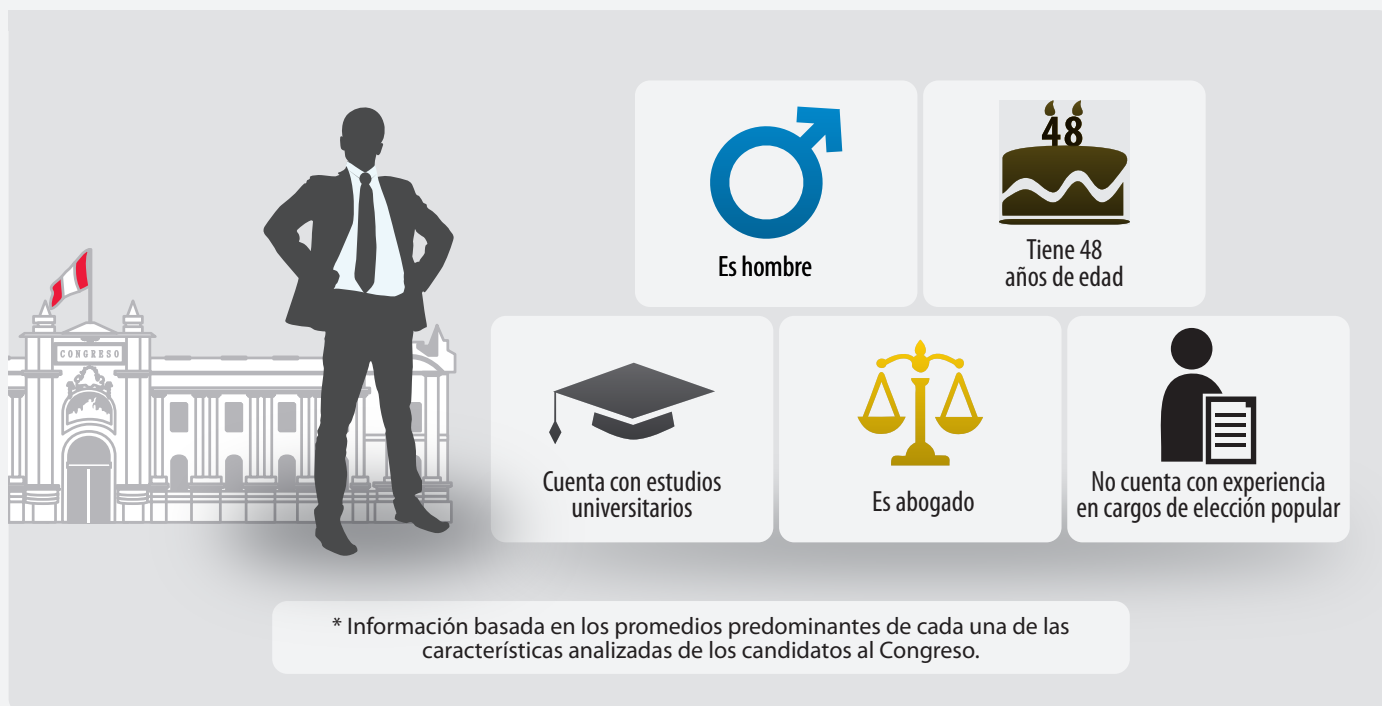 48
Es hombre
Tiene 48
años de edad
CONGRESO
Cuenta con estudios
universitarios
Es abogado
No cuenta con experiencia
en cargos de elección popular
* Información basada en los promedios predominantes de cada una de las
características analizadas de los candidatos al Congreso.